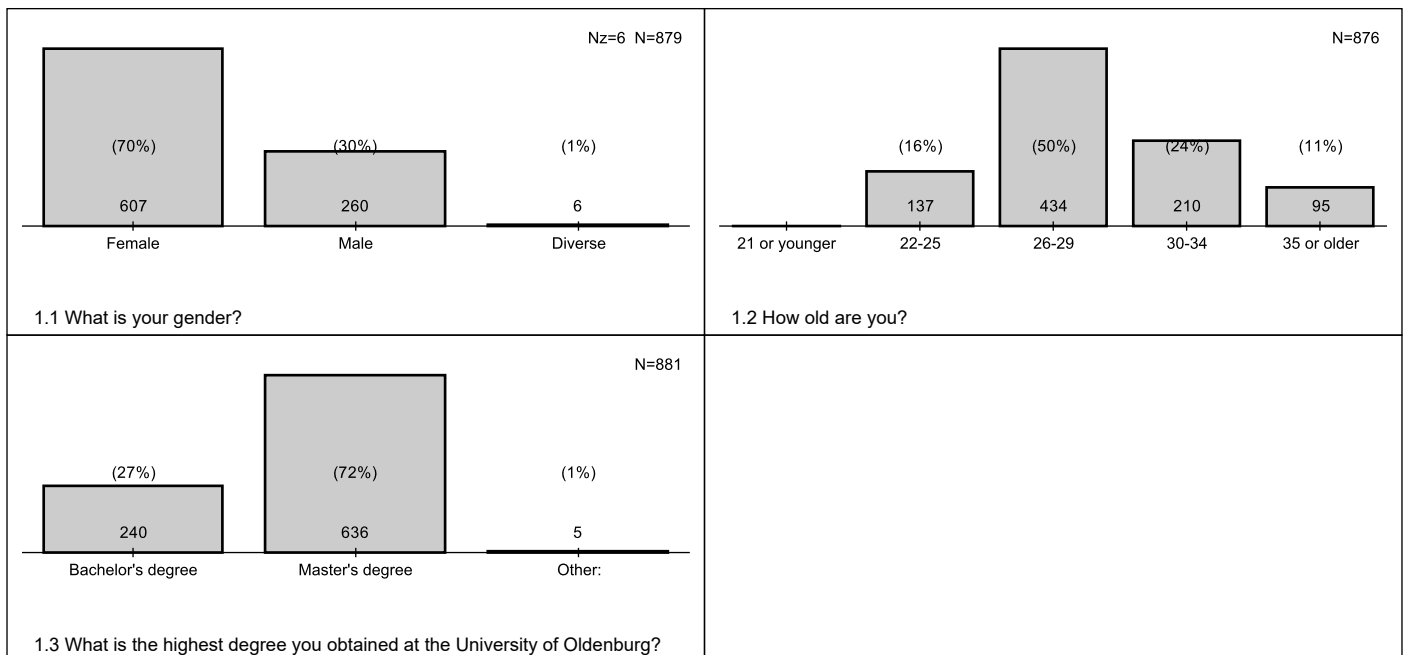 Nz=6 N=879
(70%) (30%) (1%)
607 260 6
Female Male Diverse
1.1 What is your gender?
N=876
(16%) (50%) (24%) (11%)
137 434 210 95
21 or younger 22-25 26-29 30-34 35 or older
1.2 How old are you?
N=881
(27%) (72%) (1%)
240 636 5
Bachelor's degree Master's degree Other:
1.3 What is the highest degree you obtained at the University of Oldenburg?